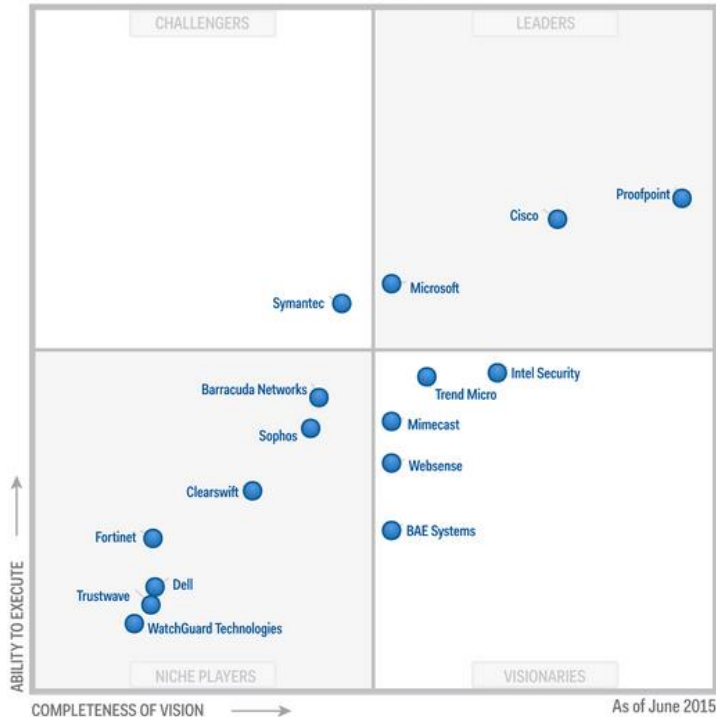 CHALLENGERS
LEADERS
Proofpoint
Cisco
Microsoft
Symantec
Intel Security
Trend Micro
Barracuda Networks
Mimecast
Sophos
Websense
Clearswift
BAE Systems
Fortinet
Dell
Trustwave
WatchGuard Technologies
ABILITY TO EXECUTE
NICHE PLAYERS
VISIONARIES
COMPLETENESS OF VISION
As of June 2015